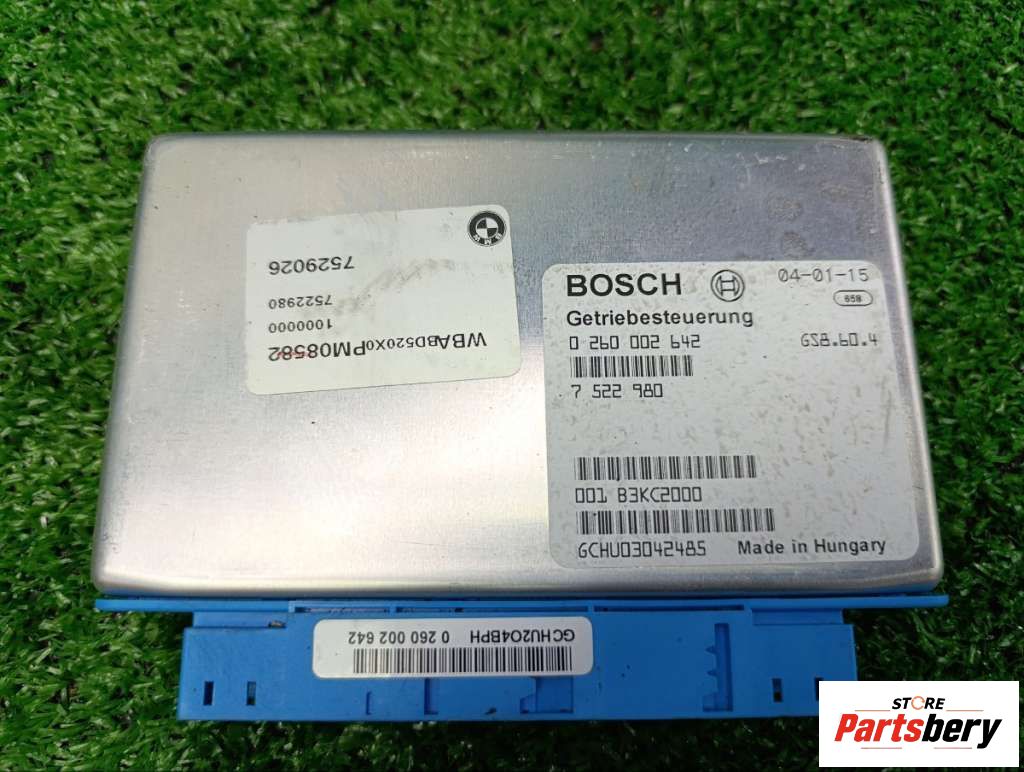 BMW
7529026
7522980
1000000
WBABD520X0PM08582
BOSCH 04-01-15
658
Getriebesteuerung
0 260 002 642 GS8.60.4
7 522 980
001 B3KC2000
GCHU03042485 Made in Hungary
GCHU204BPH 0 260 002 642
STORE
Partsbery